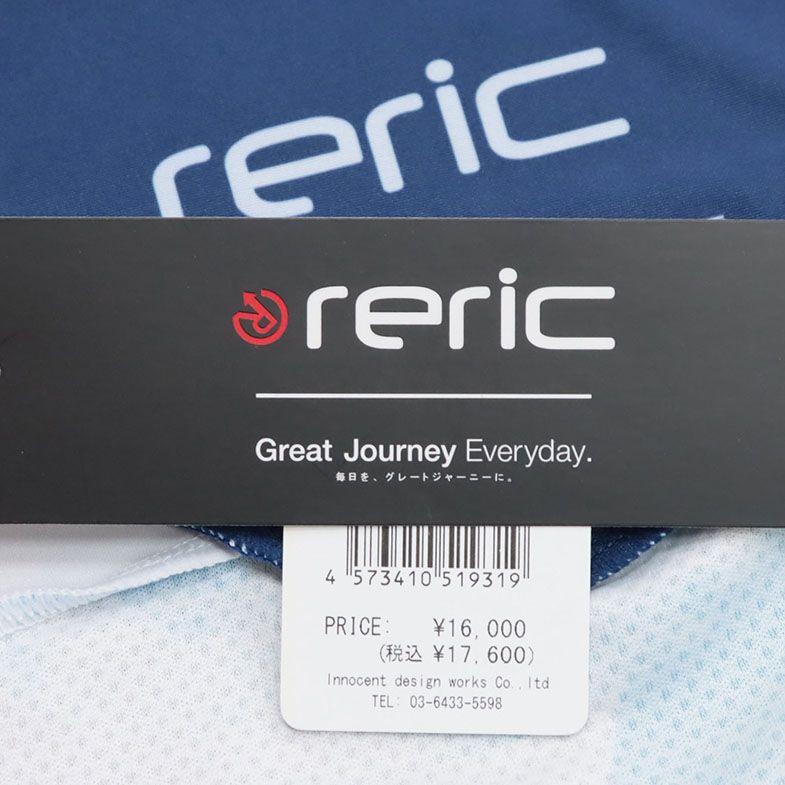 reric
reric
Great Journey Everyday.
毎日を、グレートジャーニーに。
4 573410 519319
PRICE: ¥16,000
(税込 ¥17,600)
Innocent design works Co.,ltd
TEL: 03-6433-5598